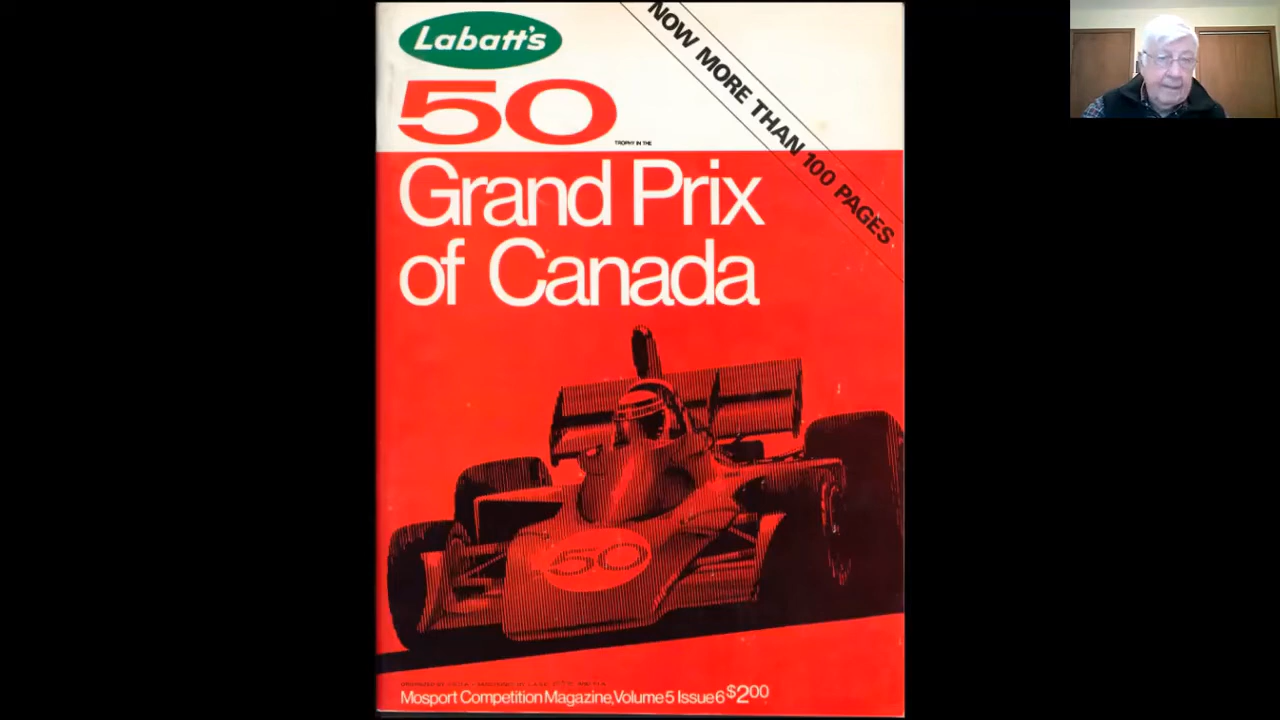 Labatt's
50
TROPHY IN THE
NOW MORE THAN 100 PAGES
Grand Prix
of Canada
50
Mosport Competition Magazine, Volume 5 Issue 6 $2.00